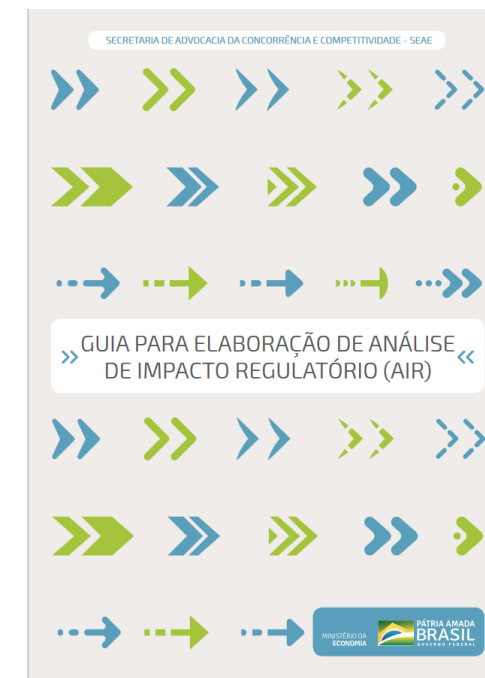 SECRETARIA DE ADVOCACIA DA CONCORRÊNCIA E COMPETITIVIDADE - SEAE
GUIA PARA ELABORAÇÃO DE ANÁLISE
DE IMPACTO REGULATÓRIO (AIR)
MINISTÉRIO DA
ECONOMIA
PÁTRIA AMADA
BRASIL
GOVERNO FEDERAL